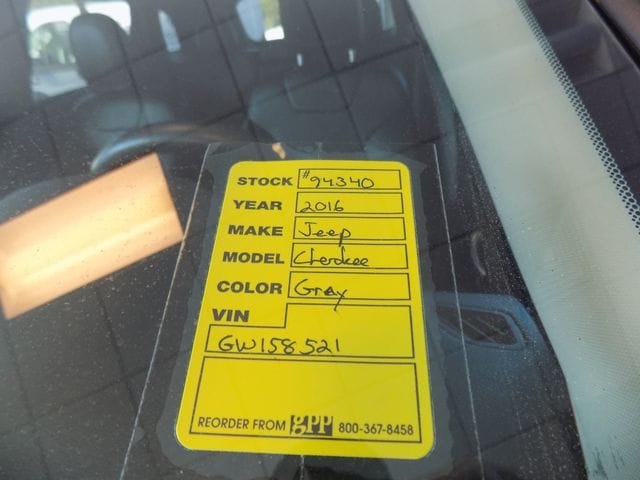 STOCK #94340
YEAR 2016
MAKE Jeep
MODEL Cherokee
COLOR Gray
VIN
GW158521
REORDER FROM gpp 800-367-8458